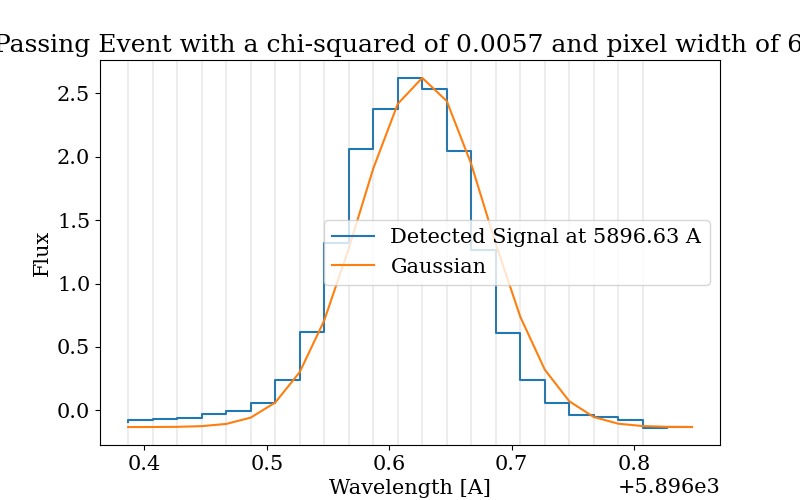 Passing Event with a chi-squared of 0.0057 and pixel width of 6
2.5
2.0
1.5
1.0
0.5
0.0
Flux
Detected Signal at 5896.63 A
Gaussian
0.4 0.5 0.6 0.7 0.8
Wavelength [A]
+5.896e3